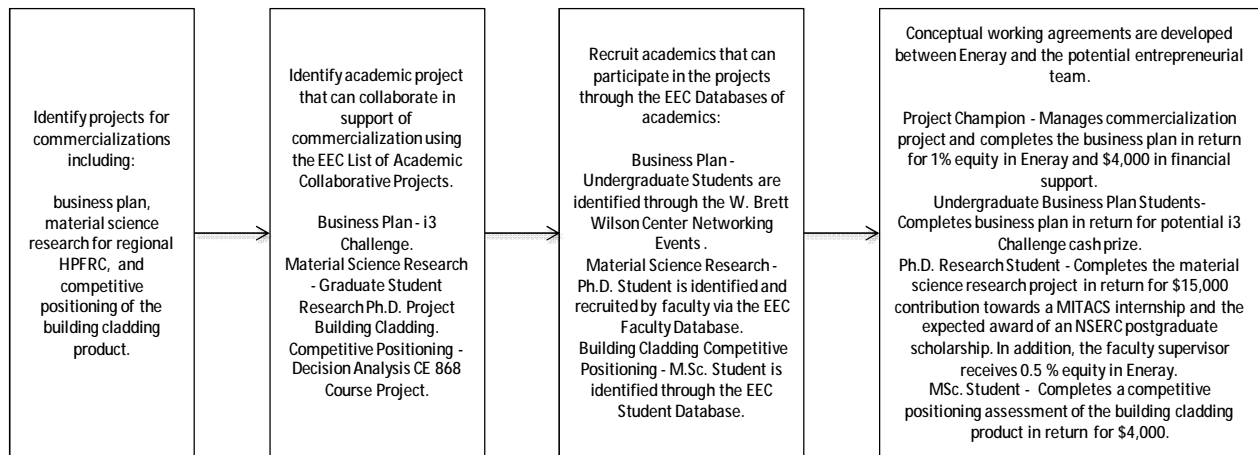 Identify projects for
commercializations
including:
business plan,
material science
research for regional
HPFRC, and
competitive
positioning of the
building cladding
product.
Identify academic project
that can collaborate in
support of
commercialization using
the EEC List of Academic
Collaborative Projects.
Business Plan - i3
Challenge.
Material Science Research
- Graduate Student
Research Ph.D. Project
Building Cladding.
Competitive Positioning -
Decision Analysis CE 868
Course Project.
Recruit academics that can
participate in the projects
through the EEC Databases of
academics:
Business Plan -
Undergraduate Students are
identified through the W. Brett
Wilson Center Networking
Events .
Material Science Research -
Ph.D. Student is identified and
recruited by faculty via the EEC
Faculty Database.
Building Cladding Competitive
Positioning - M.Sc. Student is
identified through the EEC
Student Database.
Conceptual working agreements are developed
between Eneray and the potential entrepreneurial
team.
Project Champion - Manages commercialization
project and completes the business plan in return
for 1% equity in Eneray and $4,000 in financial
support.
Undergraduate Business Plan Students-
Completes business plan in return for potential i3
Challenge cash prize.
Ph.D. Research Student - Completes the material
science research project in return for $15,000
contribution towards a MITACS internship and the
expected award of an NSERC postgraduate
scholarship. In addition, the faculty supervisor
receives 0.5 % equity in Eneray.
MSc. Student - Completes a competitive
positioning assessment of the building cladding
product in return for $4,000.